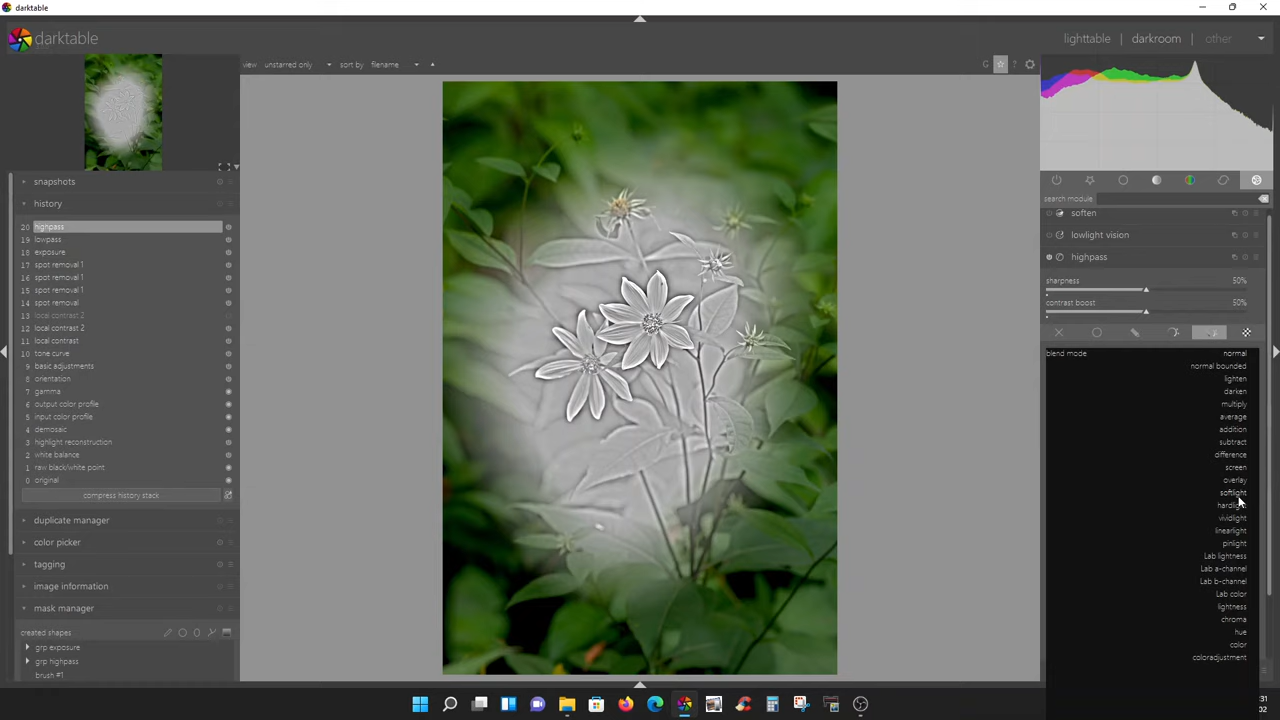 darktable
darktable
lighttable | darkroom | other
view unstarred only sort by filename
G ?
search module
snapshots
history
20 highpass
19 lowpass
18 exposure
17 spot removal 1
16 spot removal 1
15 spot removal 1
14 spot removal
13 local contrast 2
12 local contrast 2
11 local contrast
10 tone curve
9 basic adjustments
8 orientation
7 gamma
6 output color profile
5 input color profile
4 demosaic
3 highlight reconstruction
2 white balance
1 raw black/white point
0 original
compress history stack
duplicate manager
color picker
tagging
image information
mask manager
created shapes
grp exposure
grp highpass
brush #1
soften
lowlight vision
highpass
sharpness 50%
contrast boost 50%
blend mode normal
normal bounded
lighten
darken
multiply
average
addition
subtract
difference
screen
overlay
softlight
hardlight
vividlight
linearlight
pinlight
Lab lightness
Lab a-channel
Lab b-channel
Lab color
lightness
chroma
hue
color
coloradjustment
31
02